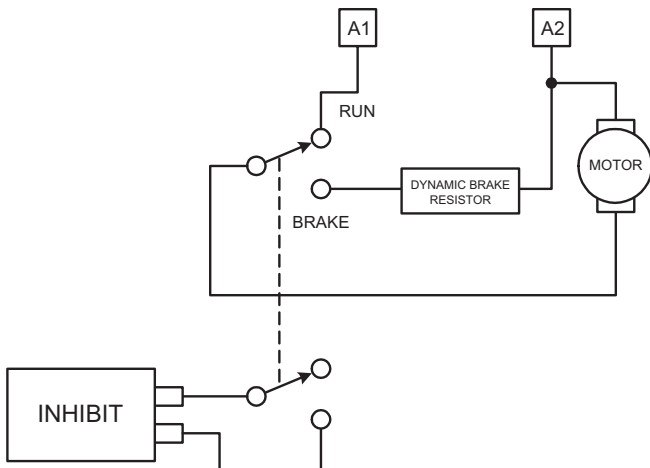 A1
A2
RUN
MOTOR
DYNAMIC BRAKE
RESISTOR
BRAKE
INHIBIT